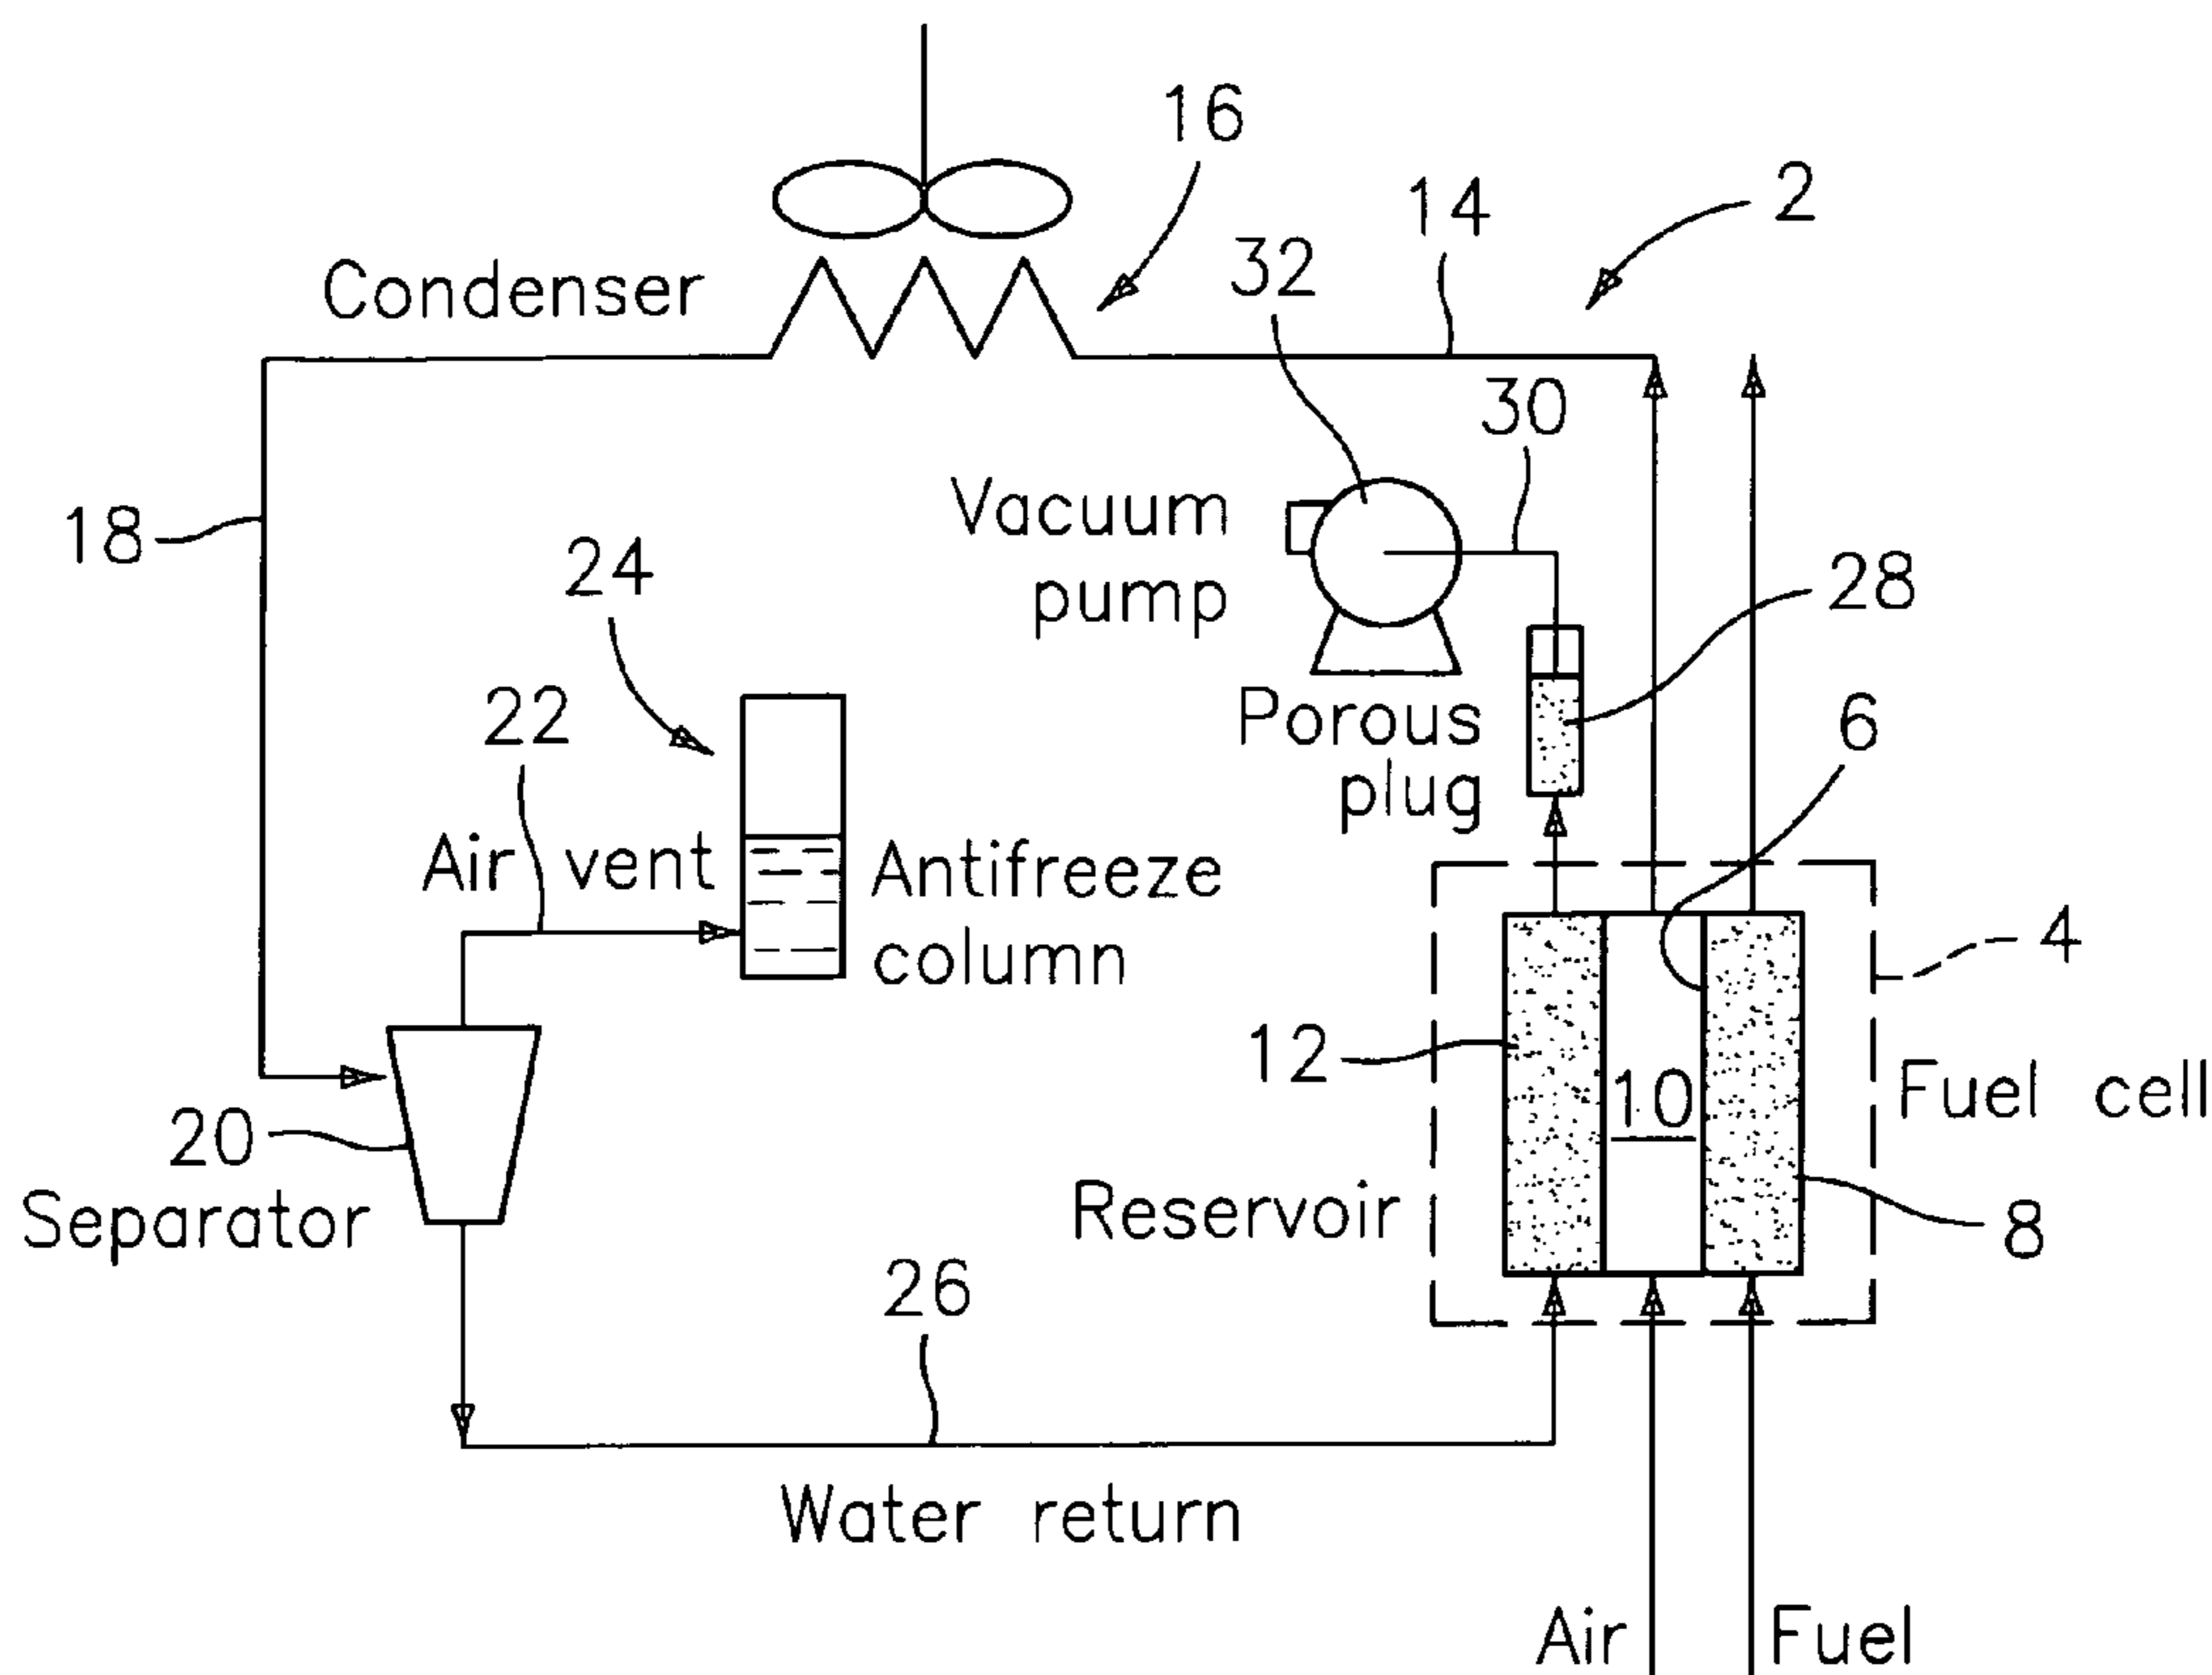 16
2
14
32
Condenser
30
18
Vacuum
pump
24
28
22
Porous
plug
6
Air vent
Antifreeze
column
4
12
10
Fuel cell
20
Separator
Reservoir
8
26
Water return
Air
Fuel